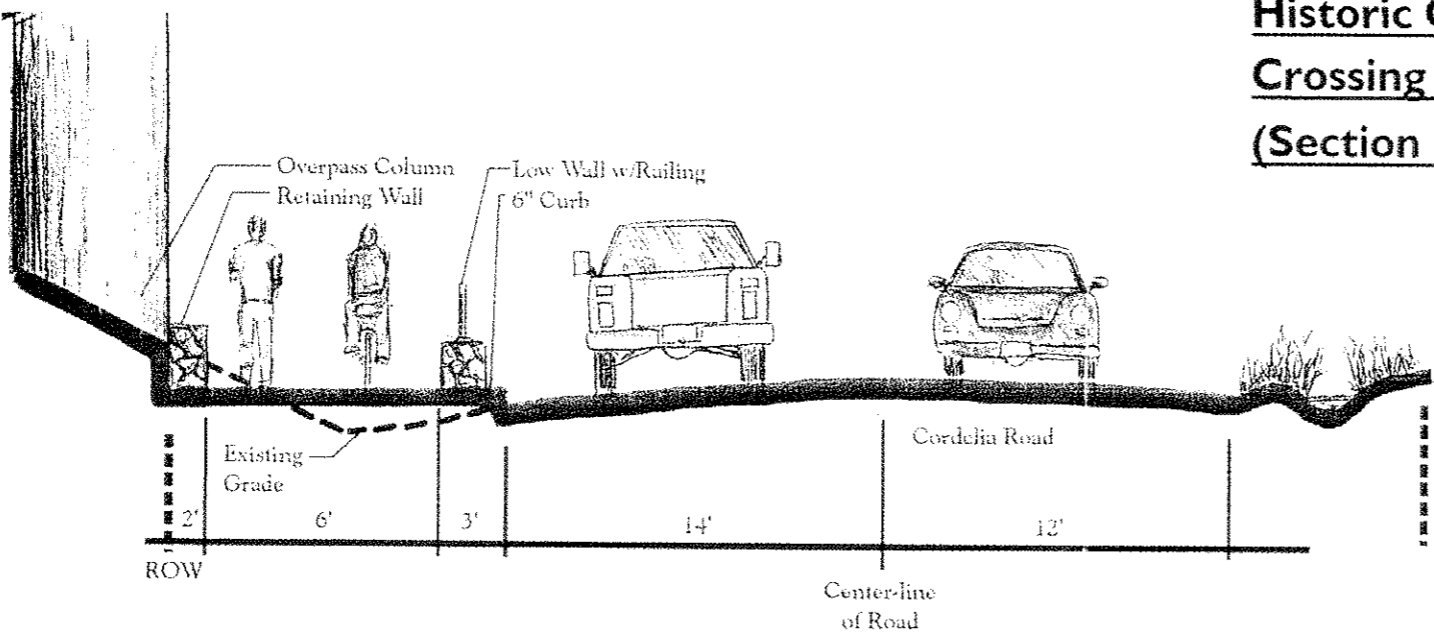 Historic
Crossing
(Section
Overpass Column
Retaining Wall
Low Wall w/Railing
6" Curb
Existing
Grade
Cordelia Road
2'
6'
3'
14'
12'
ROW
Center-line
of Road